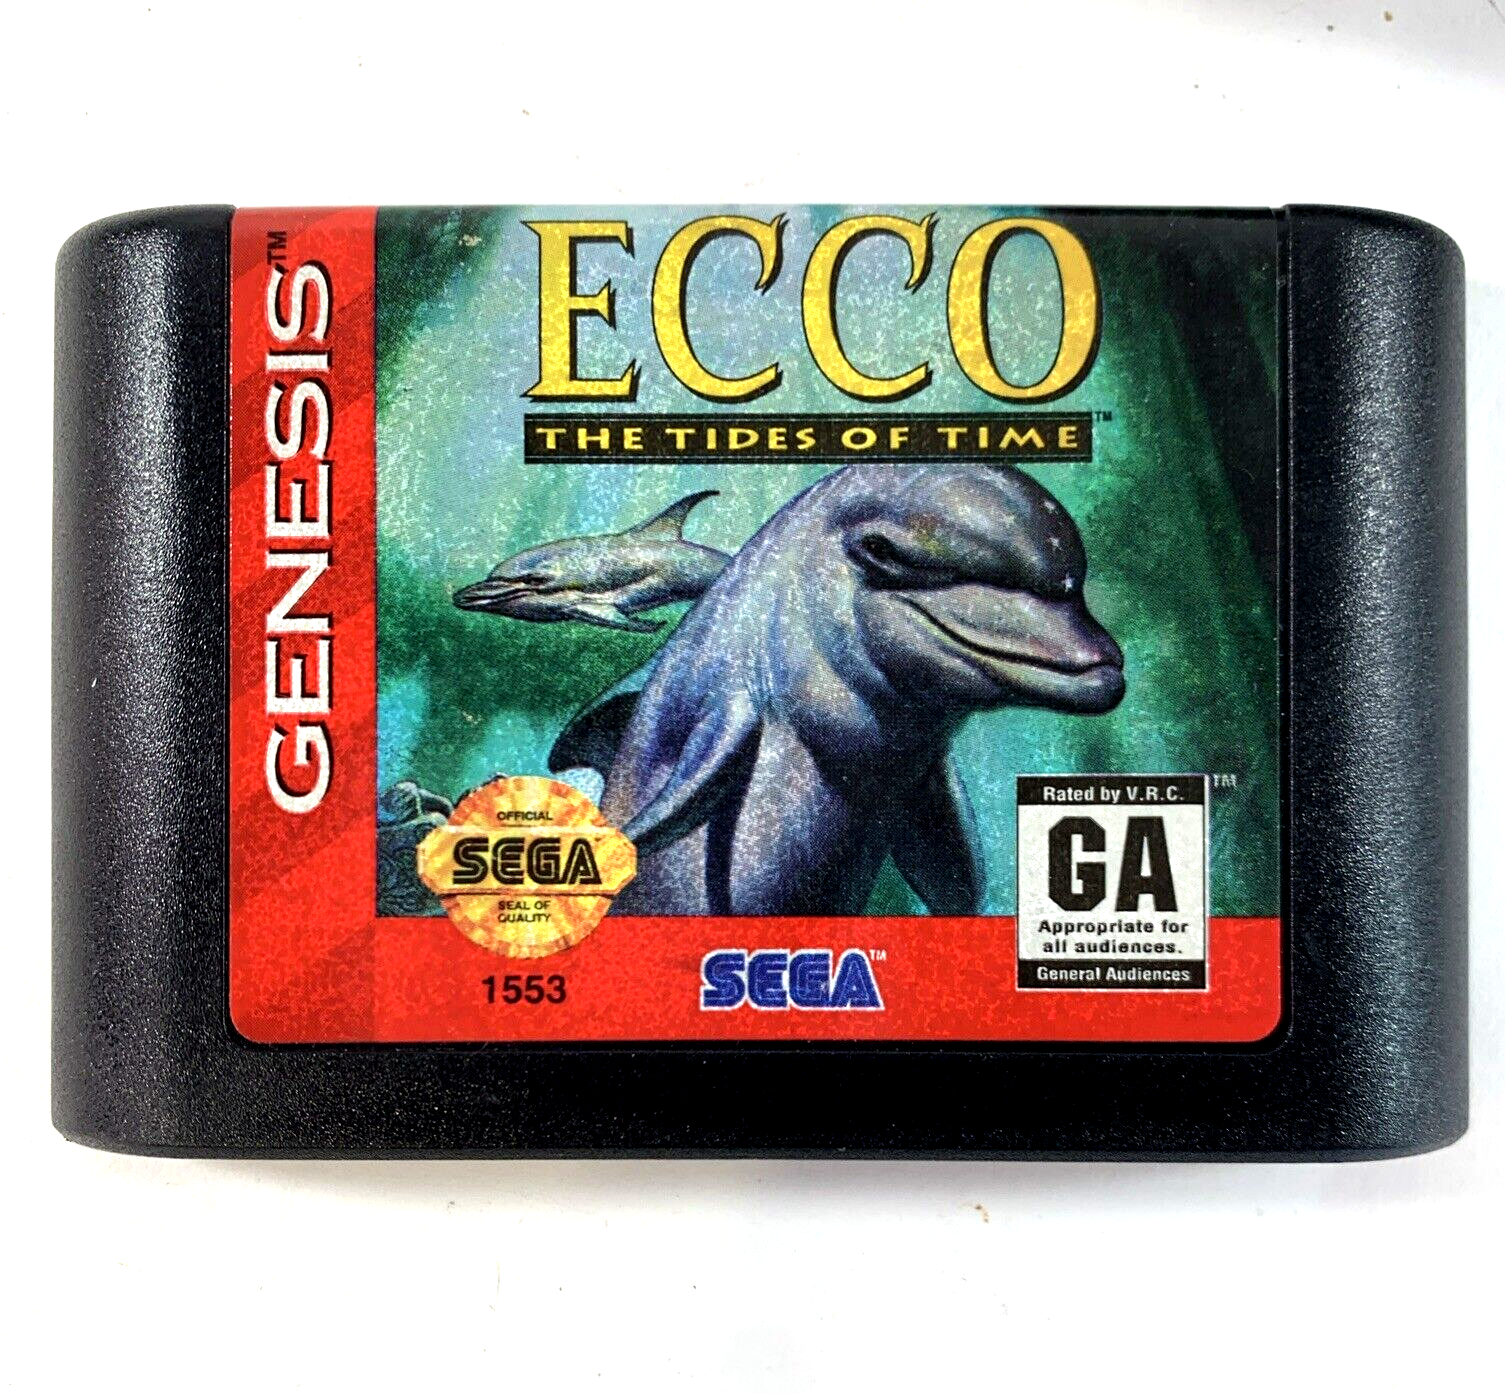 GENESIS™
ECCO
THE TIDES OF TIME™
OFFICIAL
SEGA
SEAL OF
QUALITY
1553
SEGA™
Rated by V.R.C.
GA
Appropriate for
all audiences.
General Audiences
TM